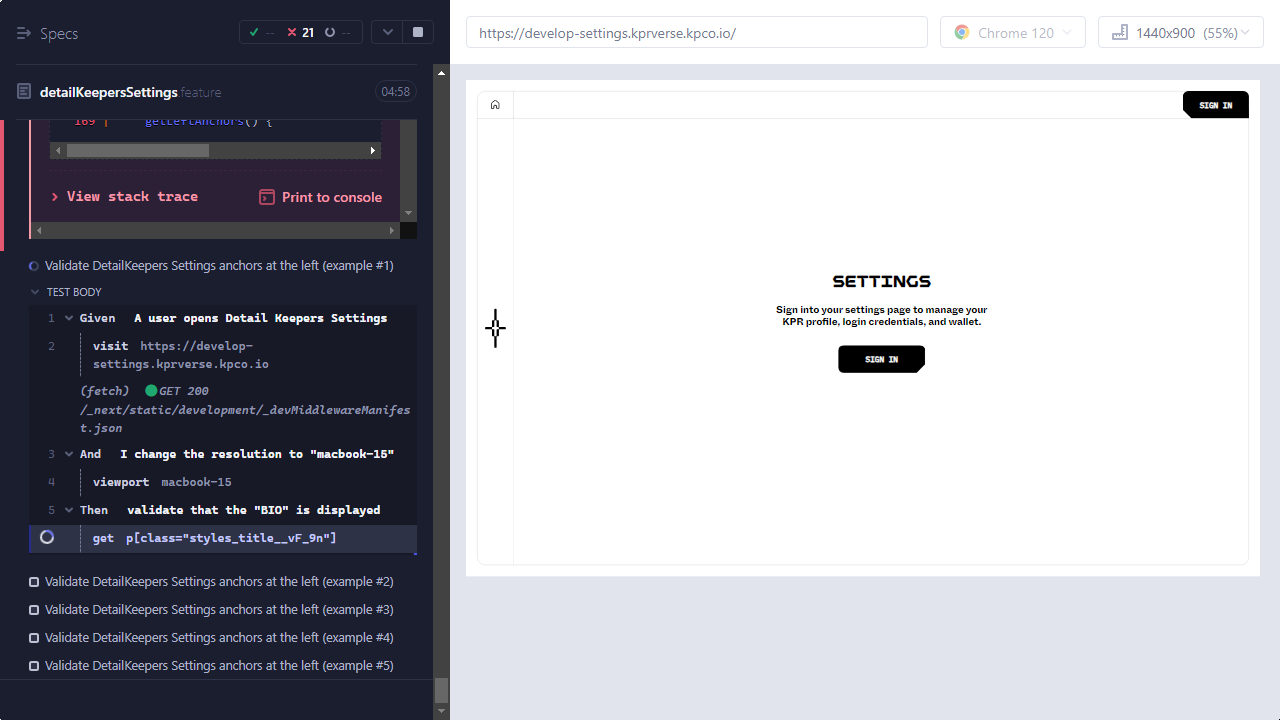 Specs
--
21
--
detailKeepersSettings feature
04:58
169 | getLeftAnchors() {
View stack trace
Print to console
Validate DetailKeepers Settings anchors at the left (example #1)
TEST BODY
1 Given A user opens Detail Keepers Settings
2 visit https://develop-
settings.kprverse.kpco.io
(fetch) GET 200
/_next/static/development/_devMiddlewareManifes
t.json
3 And I change the resolution to "macbook-15"
4 viewport macbook-15
5 Then validate that the "BIO" is displayed
get p[class="styles_title__vF_9n"]
Validate DetailKeepers Settings anchors at the left (example #2)
Validate DetailKeepers Settings anchors at the left (example #3)
Validate DetailKeepers Settings anchors at the left (example #4)
Validate DetailKeepers Settings anchors at the left (example #5)
https://develop-settings.kprverse.kpco.io/
Chrome 120
1440x900 (55%)
SIGN IN
SETTINGS
Sign into your settings page to manage your
KPR profile, login credentials, and wallet.
SIGN IN